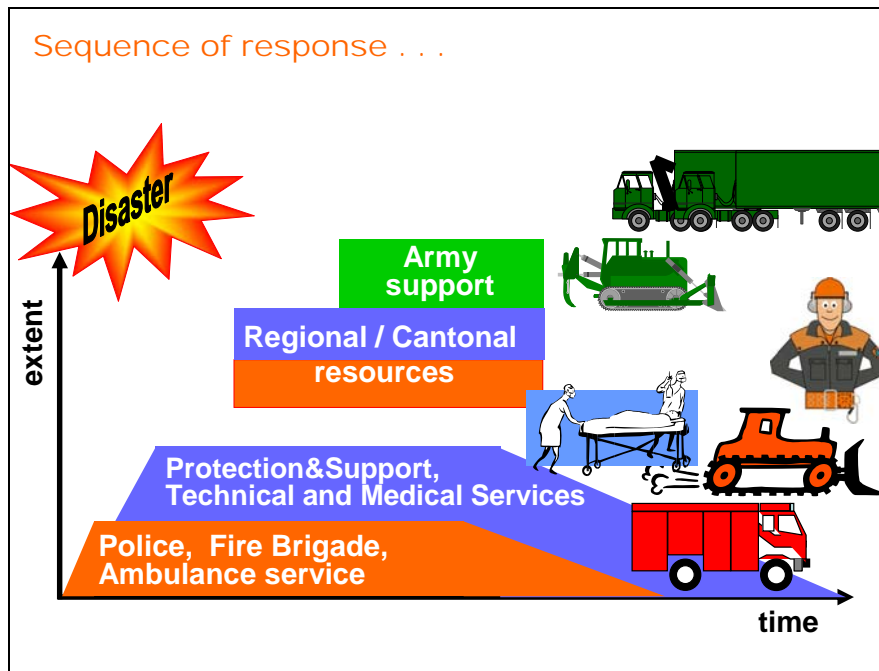 Sequence of response . . .
Disaster
Army
support
Regional / Cantonal
resources
Protection&Support,
Technical and Medical Services
Police, Fire Brigade,
Ambulance service
extent
time